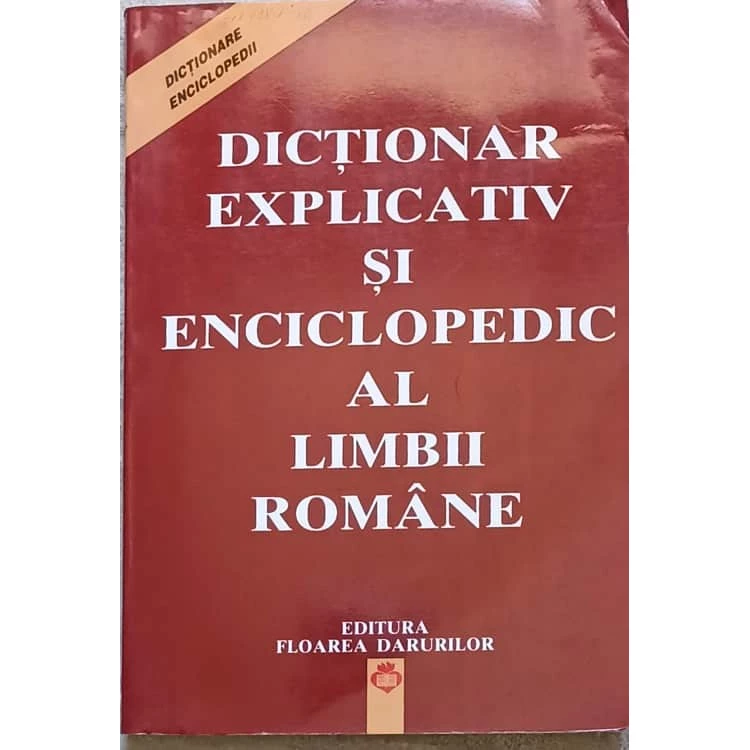 DICȚIONARE
ENCICLOPEDII
DICȚIONAR
EXPLICATIV
ȘI
ENCICLOPEDIC
AL
LIMBII
ROMÂNE
EDITURA
FLOAREA DARURILOR